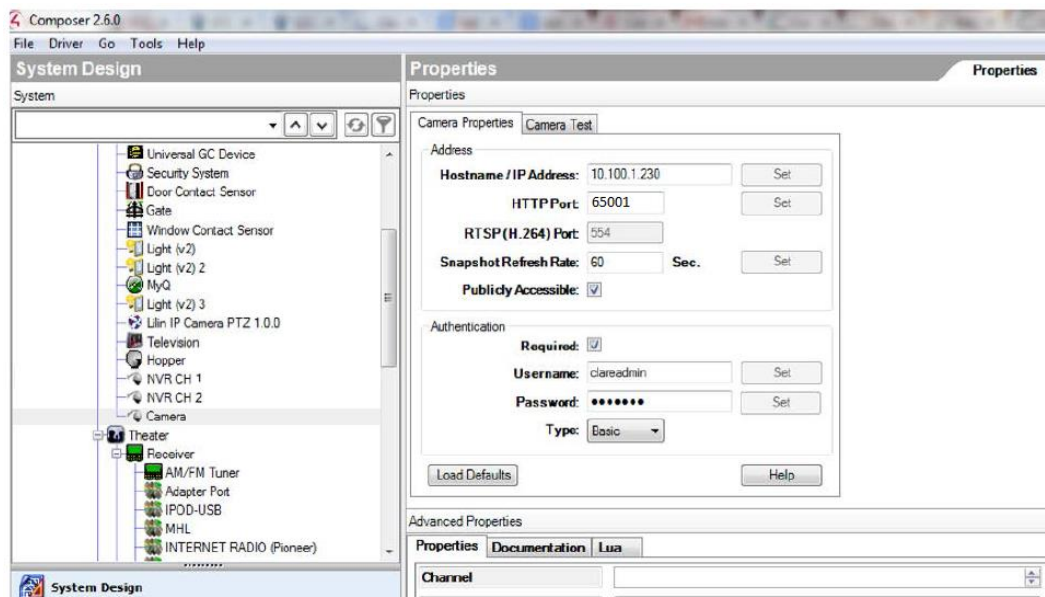 Composer 2.6.0
File Driver Go Tools Help
System Design
System
Universal GC Device
Security System
Door Contact Sensor
Gate
Window Contact Sensor
Light (v2)
Light (v2) 2
MyQ
Light (v2) 3
Lilin IP Camera PTZ 1.0.0
Television
Hopper
NVR CH 1
NVR CH 2
Camera
Theater
Receiver
AM/FM Tuner
Adapter Port
IPOD-USB
MHL
INTERNET RADIO (Pioneer)
System Design
Properties Properties
Properties
Camera Properties Camera Test
Address
Hostname / IP Address: 10.100.1.230 Set
HTTP Port: 65001 Set
RTSP (H.264) Port: 554
Snapshot Refresh Rate: 60 Sec. Set
Publicly Accessible:
Authentication
Required:
Username: clareadmin Set
Password: ••••••• Set
Type: Basic
Load Defaults Help
Advanced Properties
Properties Documentation Lua
Channel